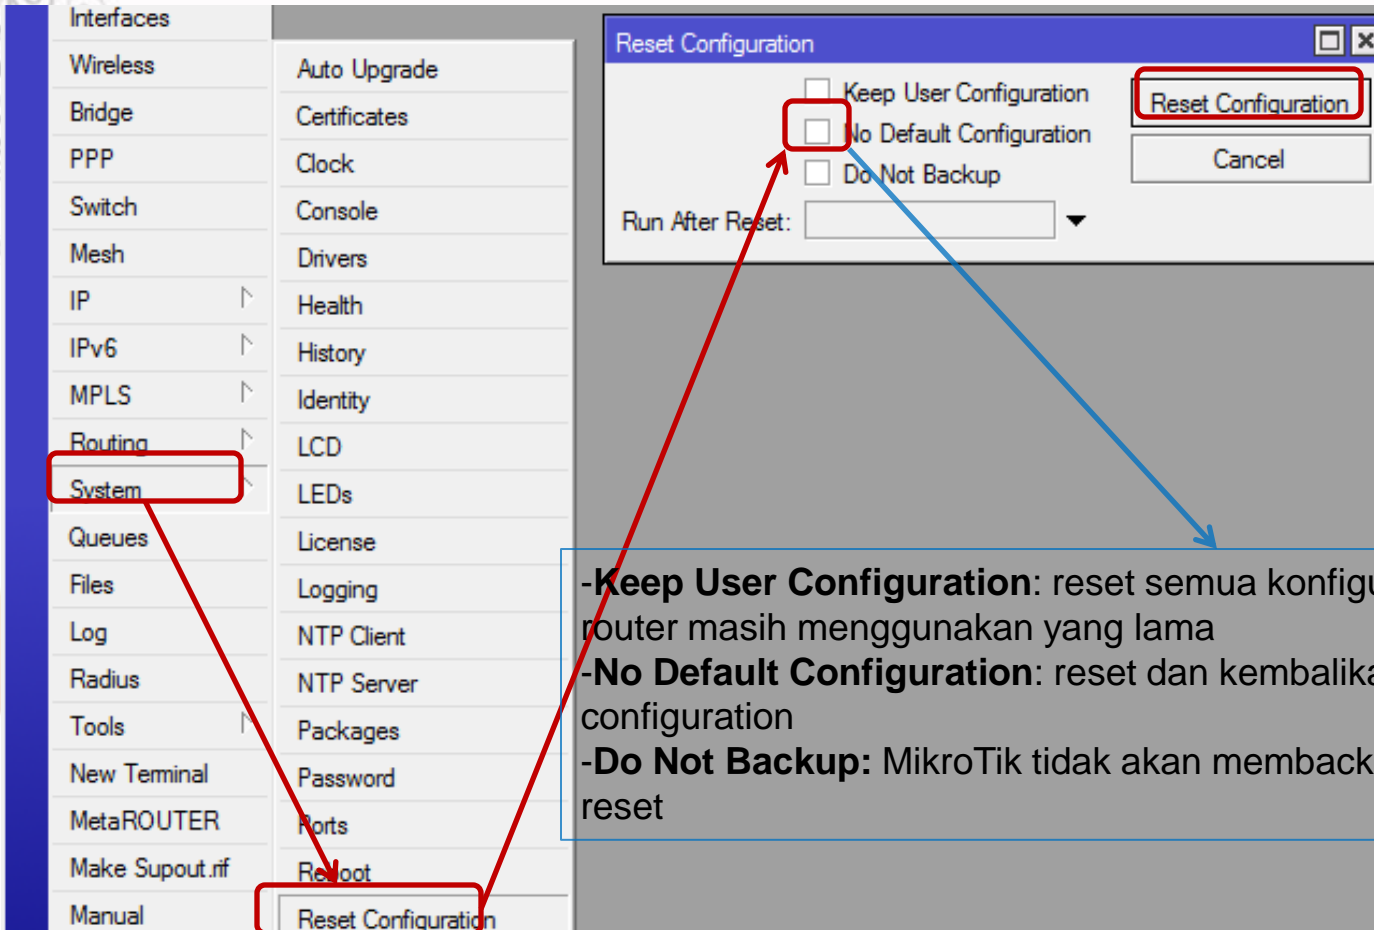 Interfaces
Wireless
Bridge
PPP
Switch
Mesh
IP
IPv6
MPLS
Routing
System
Queues
Files
Log
Radius
Tools
New Terminal
MetaROUTER
Make Supout.rif
Manual
Auto Upgrade
Certificates
Clock
Console
Drivers
Health
History
Identity
LCD
LEDs
License
Logging
NTP Client
NTP Server
Packages
Password
Ports
Reboot
Reset Configuration
Reset Configuration
Keep User Configuration
No Default Configuration
Do Not Backup
Run After Reset:
Reset Configuration
Cancel
-Keep User Configuration: reset semua konfigu
router masih menggunakan yang lama
-No Default Configuration: reset dan kembalika
configuration
-Do Not Backup: MikroTik tidak akan memback
reset